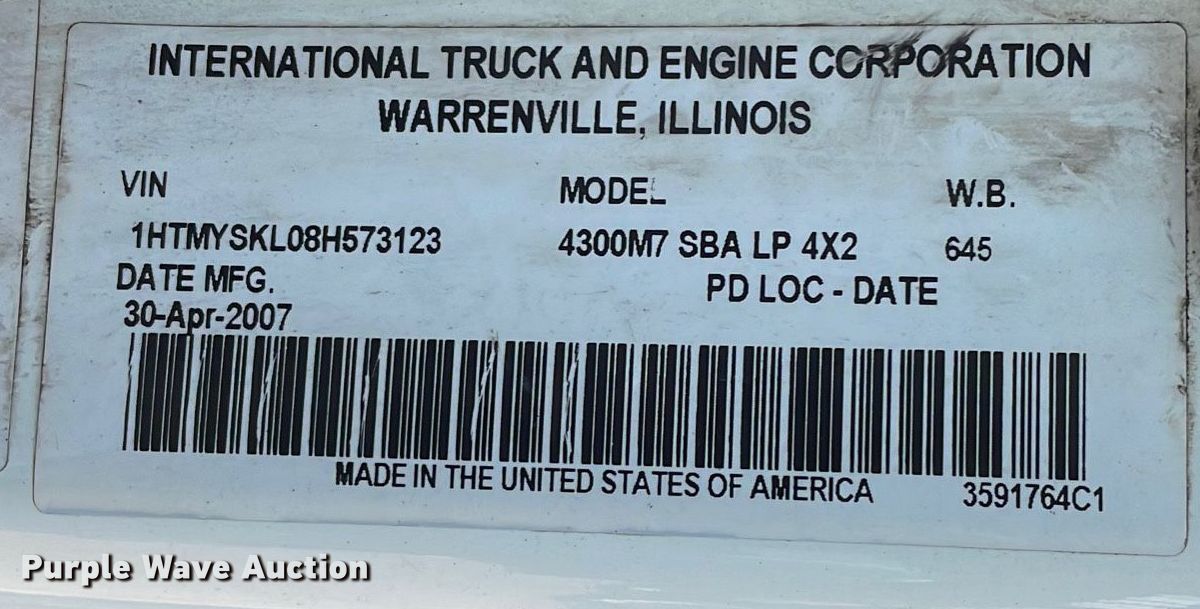 INTERNATIONAL TRUCK AND ENGINE CORPORATION
WARRENVILLE, ILLINOIS
VIN MODEL W.B.
1HTMYSKL08H573123 4300M7 SBA LP 4X2 645
DATE MFG. PD LOC - DATE
30-Apr-2007
MADE IN THE UNITED STATES OF AMERICA 3591764C1
Purple Wave Auction